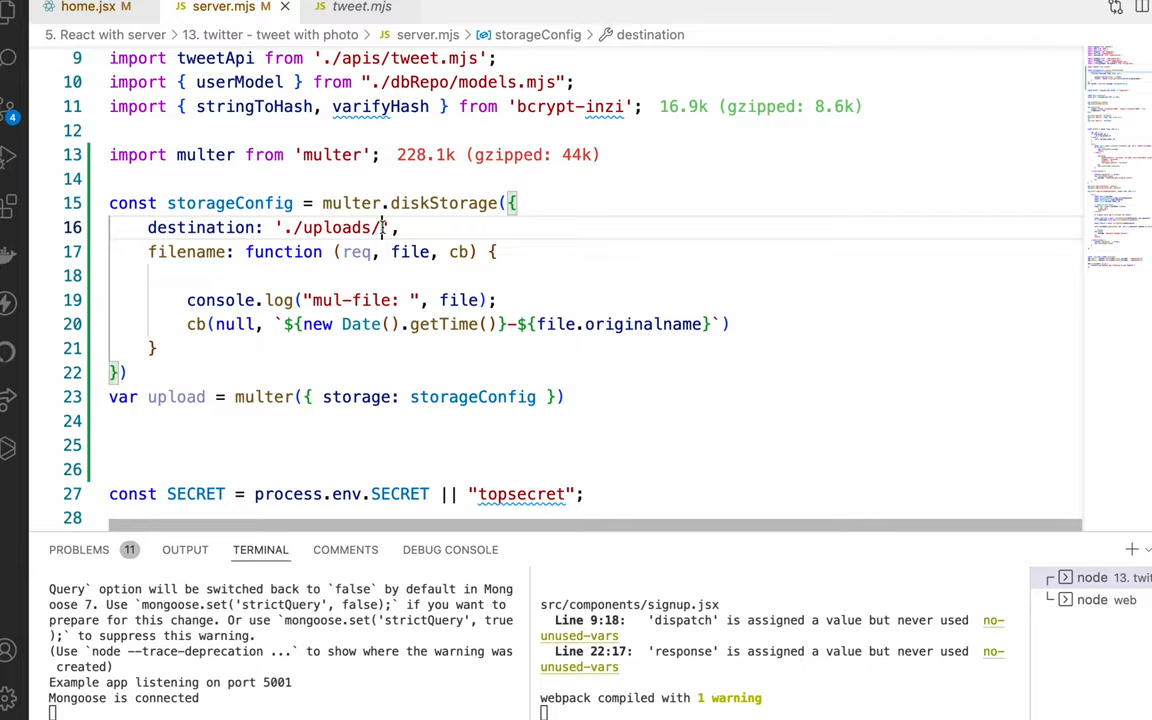 home.jsx M server.mjs M tweet.mjs
5. React with server > 13. twitter - tweet with photo > server.mjs > storageConfig > destination
9 import tweetApi from './apis/tweet.mjs';
10 import { userModel } from "./dbRepo/models.mjs";
11 import { stringToHash, varifyHash } from 'bcrypt-inzi'; 16.9k (gzipped: 8.6k)
12
13 import multer from 'multer'; 228.1k (gzipped: 44k)
14
15 const storageConfig = multer.diskStorage({
16 destination: './uploads/',
17 filename: function (req, file, cb) {
18
19 console.log("mul-file: ", file);
20 cb(null, `${new Date().getTime()}-${file.originalname}`)
21 }
22 })
23 var upload = multer({ storage: storageConfig })
24
25
26
27 const SECRET = process.env.SECRET || "topsecret";
28
4
PROBLEMS 11 OUTPUT TERMINAL COMMENTS DEBUG CONSOLE
Query` option will be switched back to `false` by default in Mong
oose 7. Use `mongoose.set('strictQuery', false);` if you want to
prepare for this change. Or use `mongoose.set('strictQuery', true
);` to suppress this warning.
(Use `node --trace-deprecation ...` to show where the warning was
created)
Example app listening on port 5001
Mongoose is connected
src/components/signup.jsx
Line 9:18: 'dispatch' is assigned a value but never used no-
unused-vars
Line 22:17: 'response' is assigned a value but never used no-
unused-vars
webpack compiled with 1 warning
node 13. twit
node web